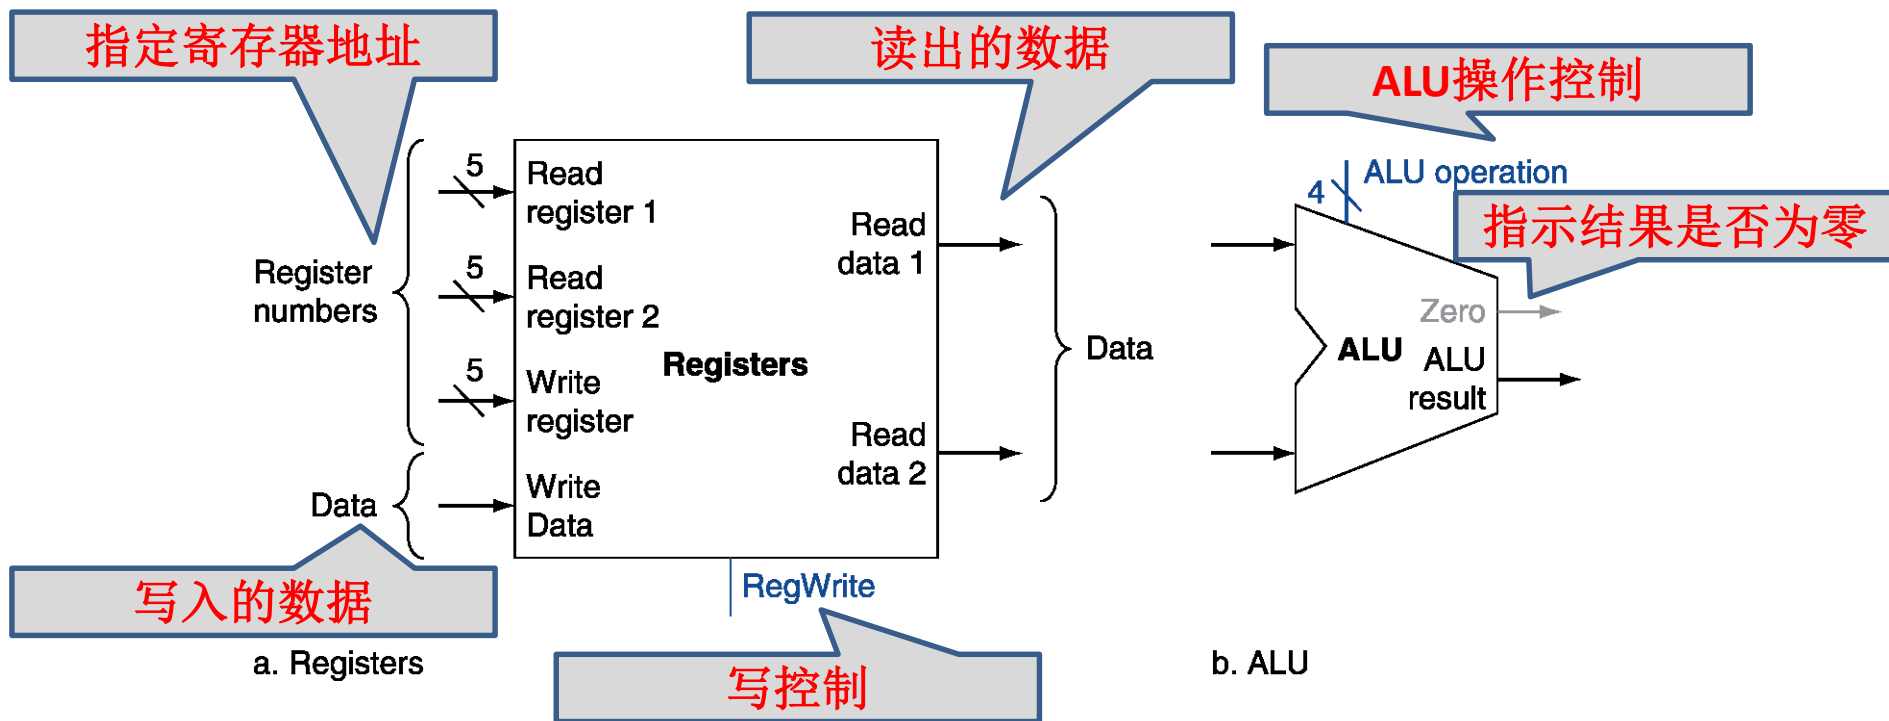 指定寄存器地址
读出的数据
ALU操作控制
5
Read
register 1
5
Read
register 2
5
Write
register
Write
Data
Register
numbers
Data
Registers
Read
data 1
Read
data 2
Data
RegWrite
4
ALU operation
指示结果是否为零
Zero
ALU
ALU
result
写入的数据
写控制
a. Registers
b. ALU